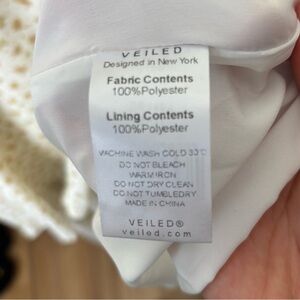 VEILED
Designed in New York
Fabric Contents
100%Polyester
Lining Contents
100%Polyester
MACHINE WASH COLD 30°C
DO NOT BLEACH
WARM IRON
DO NOT DRY CLEAN
DO NOT TUMBLEDRY
MADE IN CHINA
VEILED®
veiled.com